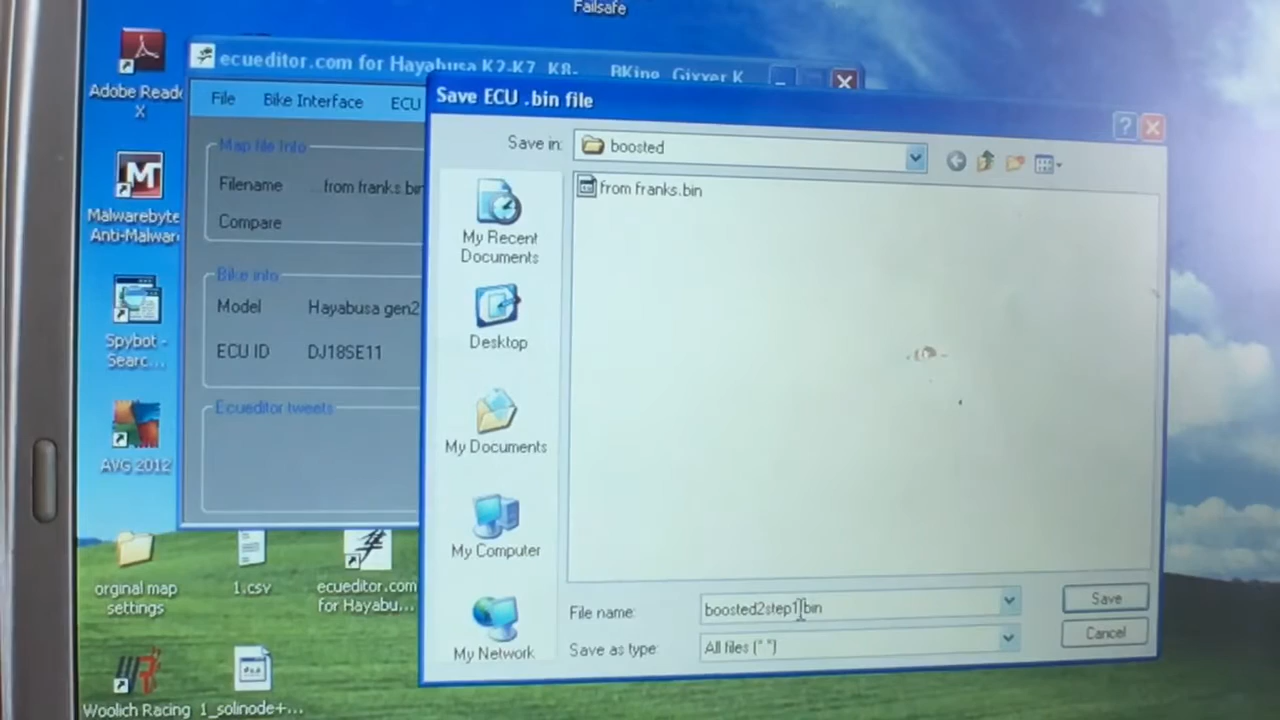 Failsafe
Adobe Reade
X
Malwarebyte
Anti-Malwar
Spybot -
Searc...
AVG 2012
orginal map
settings
1.csv
ecueditor.com
for Hayabu...
Woolich Racing
1_solinode+...
ecueditor.com for Hayabusa K2-K7, K8- BKing, Gixxer K
File Bike Interface ECU
Map file info
Filename from franks.bin
Compare
Bike info
Model Hayabusa gen2
ECU ID DJ18SE11
Ecueditor tweets
Save ECU .bin file
Save in: boosted
from franks.bin
My Recent
Documents
Desktop
My Documents
My Computer
My Network
File name: boosted2step1.bin
Save as type: All files (*.*)
Save
Cancel